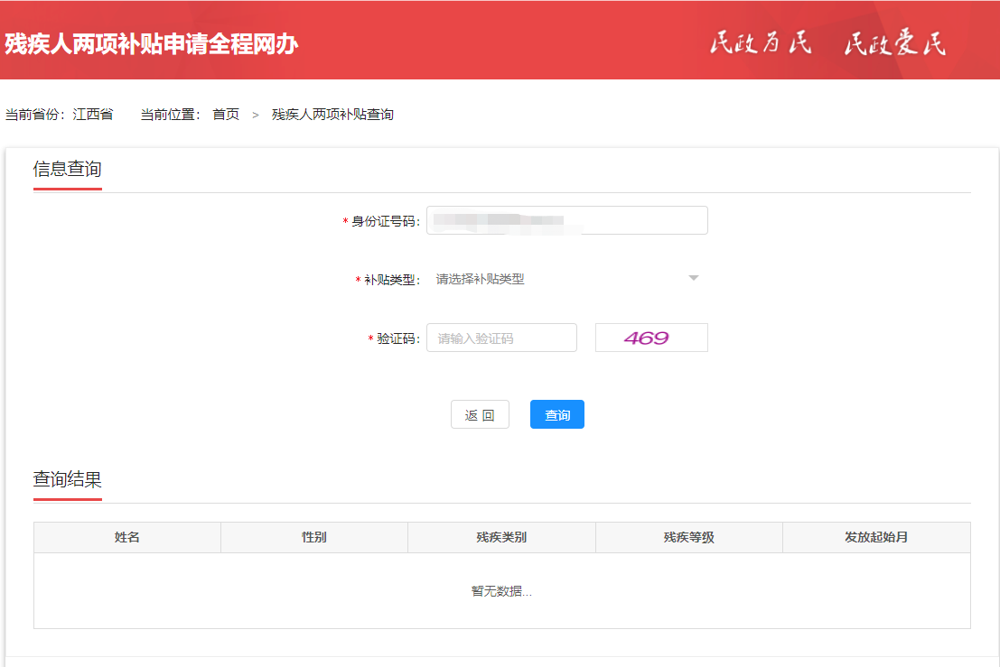 残疾人两项补贴申请全程网办
民政为民 民政爱民
当前省份：江西省 当前位置： 首页 > 残疾人两项补贴查询
信息查询
* 身份证号码：
* 补贴类型： 请选择补贴类型
* 验证码： 请输入验证码 469
返 回 查询
查询结果
姓名 性别 残疾类别 残疾等级 发放起始月
暂无数据...